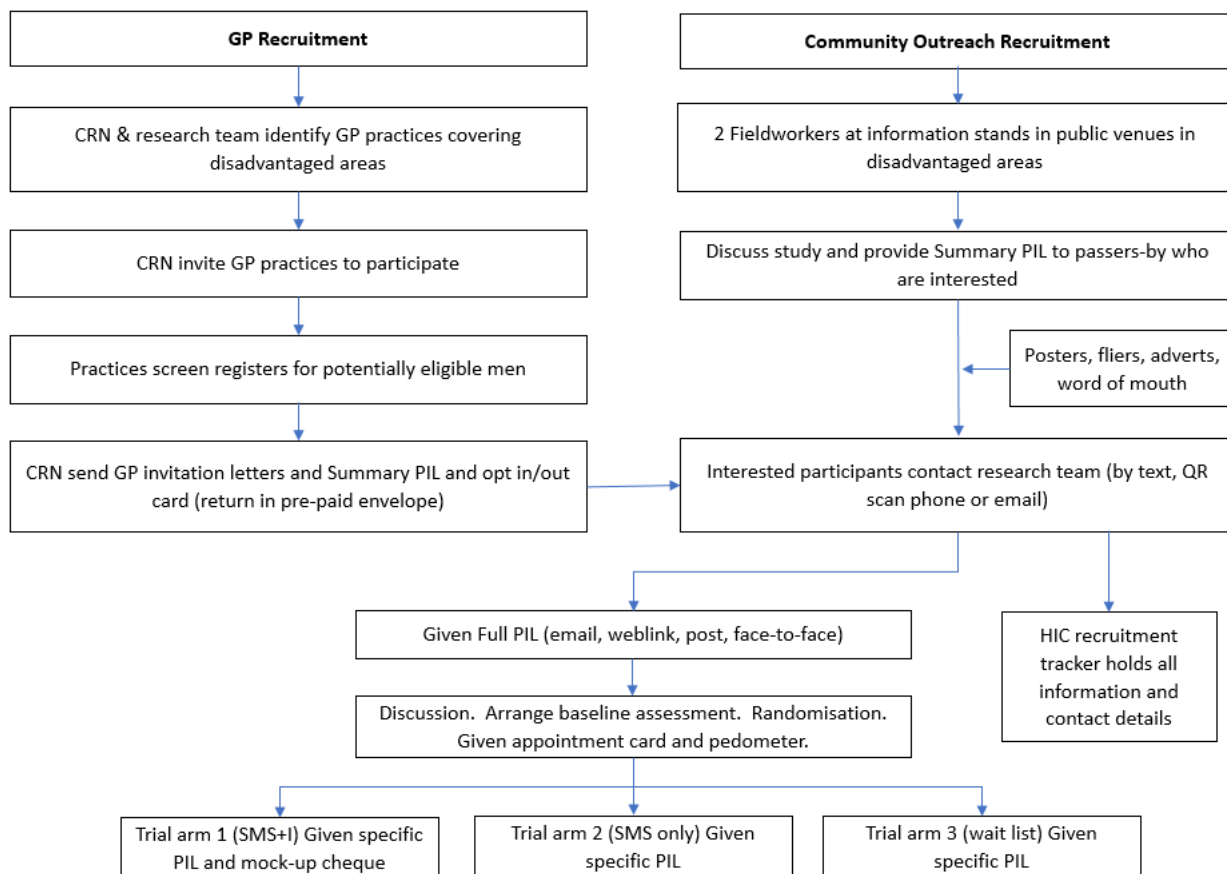 GP Recruitment
Community Outreach Recruitment
CRN & research team identify GP practices covering
disadvantaged areas
2 Fieldworkers at information stands in public venues in
disadvantaged areas
CRN invite GP practices to participate
Discuss study and provide Summary PIL to passers-by who
are interested
Practices screen registers for potentially eligible men
Posters, fliers, adverts,
word of mouth
CRN send GP invitation letters and Summary PIL and opt in/out
card (return in pre-paid envelope)
Interested participants contact research team (by text, QR
scan phone or email)
Given Full PIL (email, weblink, post, face-to-face)
HIC recruitment
tracker holds all
information and
contact details
Discussion. Arrange baseline assessment. Randomisation.
Given appointment card and pedometer.
Trial arm 1 (SMS+I) Given specific
PIL and mock-up cheque
Trial arm 2 (SMS only) Given
specific PIL
Trial arm 3 (wait list) Given
specific PIL